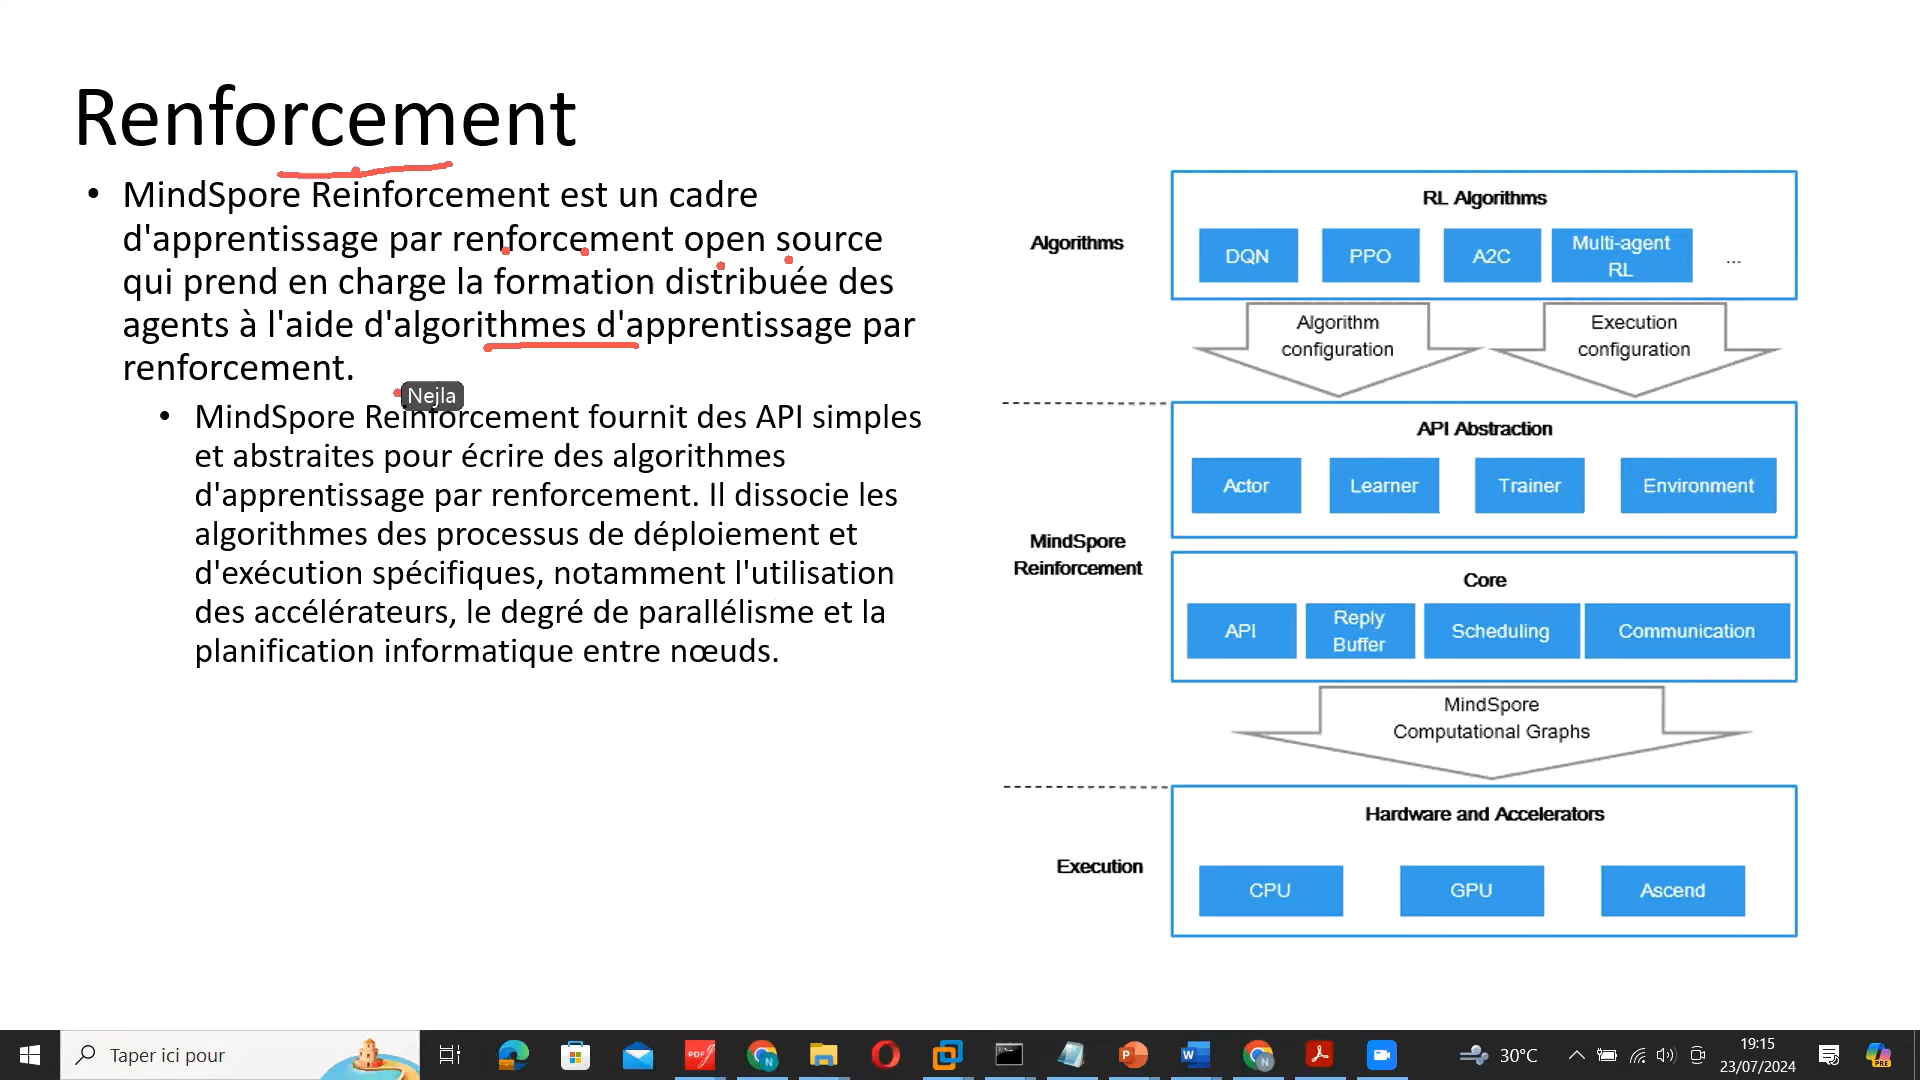 Renforcement
• MindSpore Reinforcement est un cadre
d'apprentissage par renforcement open source
qui prend en charge la formation distribuée des
agents à l'aide d'algorithmes d'apprentissage par
renforcement.
Nejla
• MindSpore Reinforcement fournit des API simples
et abstraites pour écrire des algorithmes
d'apprentissage par renforcement. Il dissocie les
algorithmes des processus de déploiement et
d'exécution spécifiques, notamment l'utilisation
des accélérateurs, le degré de parallélisme et la
planification informatique entre nœuds.
Algorithms
RL Algorithms
DQN
PPO
A2C
Multi-agent
RL
...
Algorithm
configuration
Execution
configuration
MindSpore
Reinforcement
API Abstraction
Actor
Learner
Trainer
Environment
Core
API
Reply
Buffer
Scheduling
Communication
MindSpore
Computational Graphs
Execution
Hardware and Accelerators
CPU
GPU
Ascend
Taper ici pour
30°C
19:15
23/07/2024